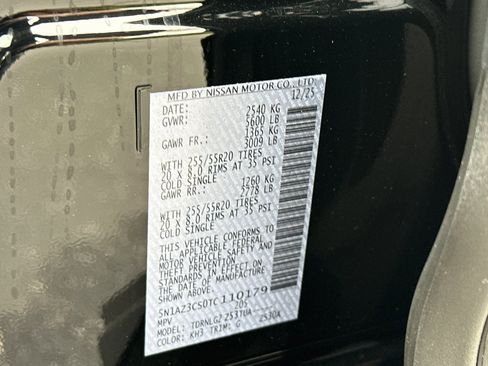 MFD BY NISSAN MOTOR CO., LTD.
DATE: 12/25
GVWR: 2540 KG
5600 LB
GAWR FR: 1365 KG
3009 LB
WITH 255/55R20 TIRES
20 X 8.0 RIMS AT 35 PSI
COLD SINGLE
GAWR RR: 1260 KG
2778 LB
WITH 255/55R20 TIRES
20 X 8.0 RIMS AT 35 PSI
COLD SINGLE
THIS VEHICLE CONFORMS TO
ALL APPLICABLE FEDERAL
MOTOR VEHICLE SAFETY AND
THEFT PREVENTION
STANDARDS IN EFFECT ON
THE DATE OF MANUFACTURE
SHOWN ABOVE.
5N1AZ3CS0TC110179
MPV 205
MODEL: TDRNLGZ253TUA
COLOR: KH3 TRIM: G 2530A